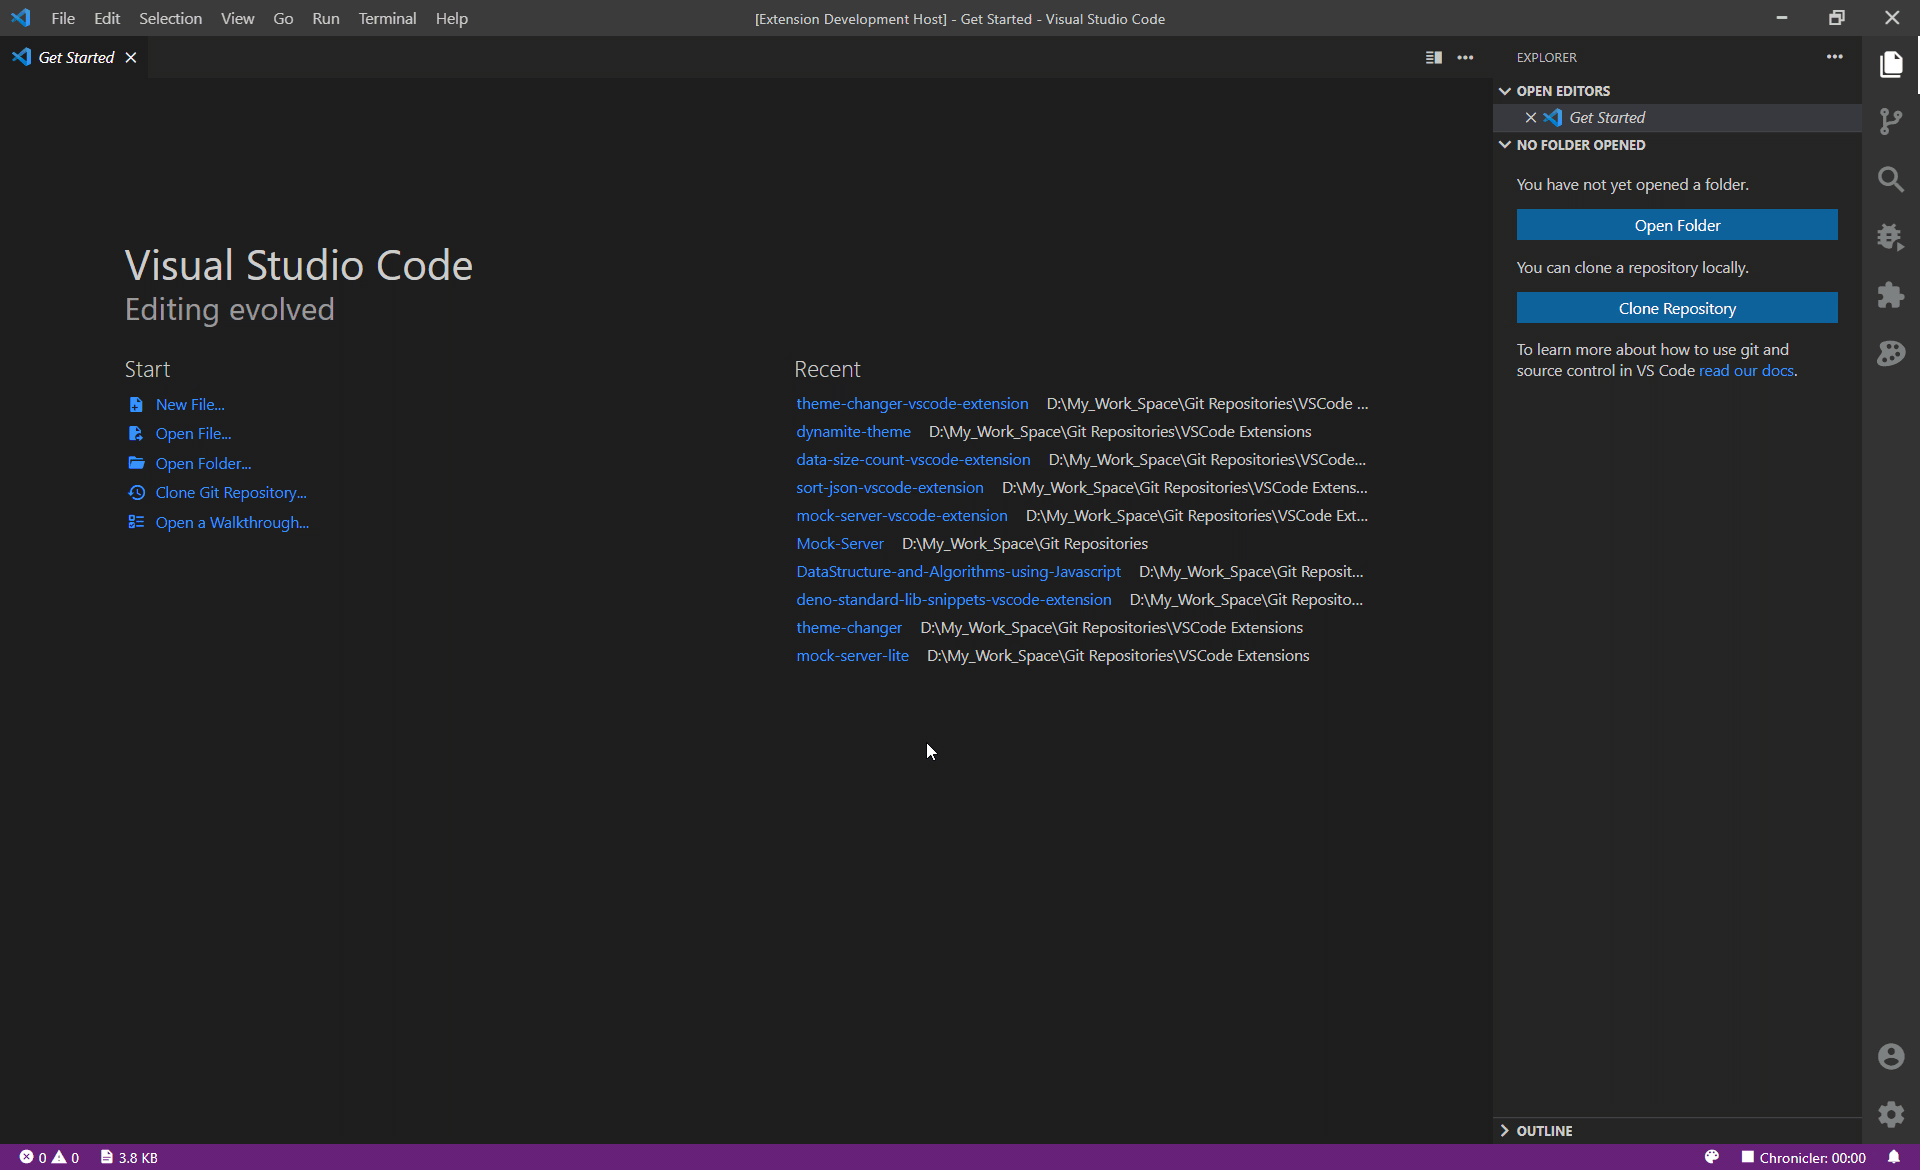 File Edit Selection View Go Run Terminal Help
[Extension Development Host] - Get Started - Visual Studio Code
Get Started
Visual Studio Code
Editing evolved
Start
New File...
Open File...
Open Folder...
Clone Git Repository...
Open a Walkthrough...
Recent
theme-changer-vscode-extension D:\My_Work_Space\Git Repositories\VSCode ...
dynamite-theme D:\My_Work_Space\Git Repositories\VSCode Extensions
data-size-count-vscode-extension D:\My_Work_Space\Git Repositories\VSCode...
sort-json-vscode-extension D:\My_Work_Space\Git Repositories\VSCode Extens...
mock-server-vscode-extension D:\My_Work_Space\Git Repositories\VSCode Ext...
Mock-Server D:\My_Work_Space\Git Repositories
DataStructure-and-Algorithms-using-Javascript D:\My_Work_Space\Git Reposit...
deno-standard-lib-snippets-vscode-extension D:\My_Work_Space\Git Reposito...
theme-changer D:\My_Work_Space\Git Repositories\VSCode Extensions
mock-server-lite D:\My_Work_Space\Git Repositories\VSCode Extensions
EXPLORER
OPEN EDITORS
Get Started
NO FOLDER OPENED
You have not yet opened a folder.
Open Folder
You can clone a repository locally.
Clone Repository
To learn more about how to use git and
source control in VS Code read our docs.
OUTLINE
0 0 3.8 KB
Chronicler: 00:00